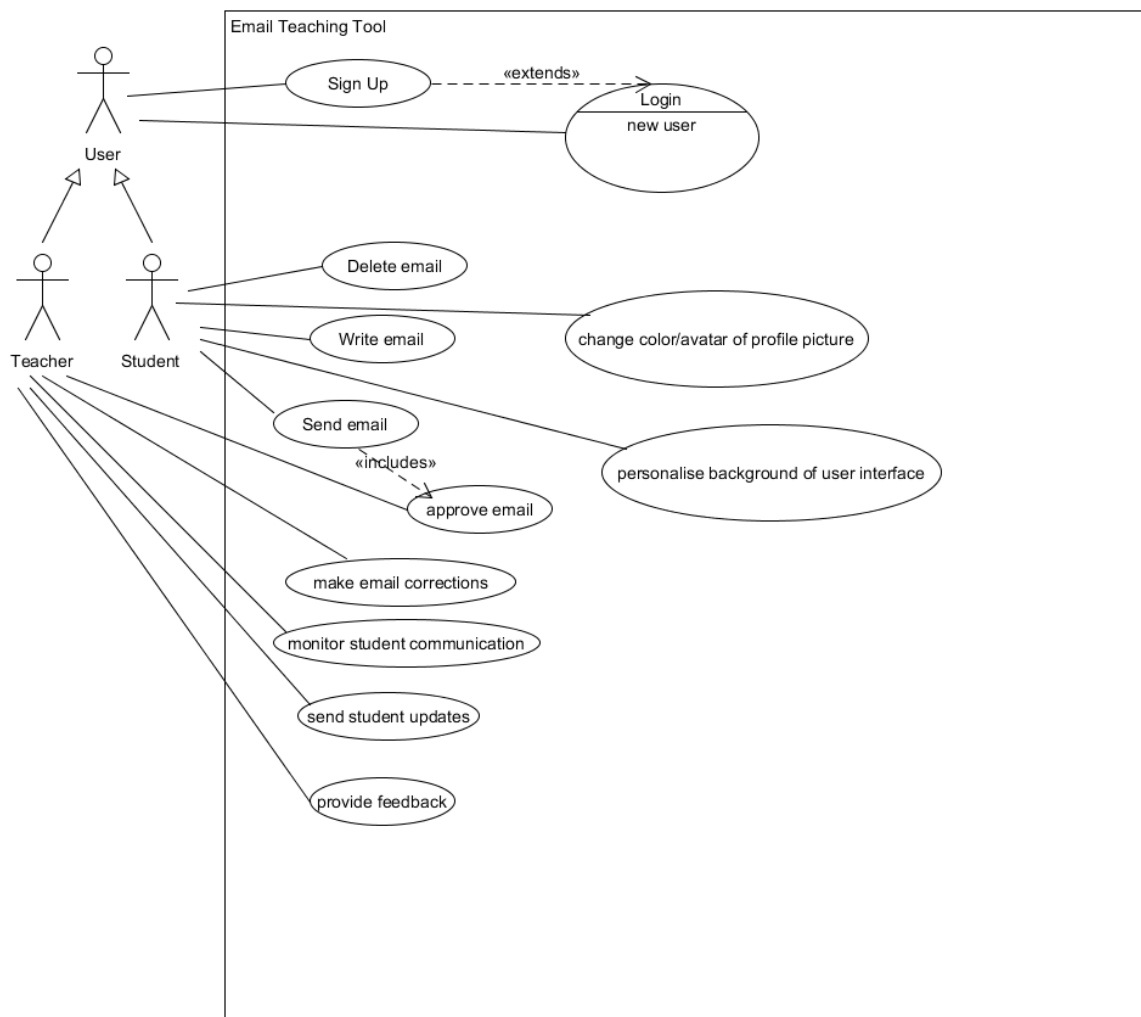 Email Teaching Tool
Sign Up
«extends»
Login
new user
User
Delete email
change color/avatar of profile picture
Write email
Teacher
Student
Send email
«includes»
personalise background of user interface
approve email
make email corrections
monitor student communication
send student updates
provide feedback